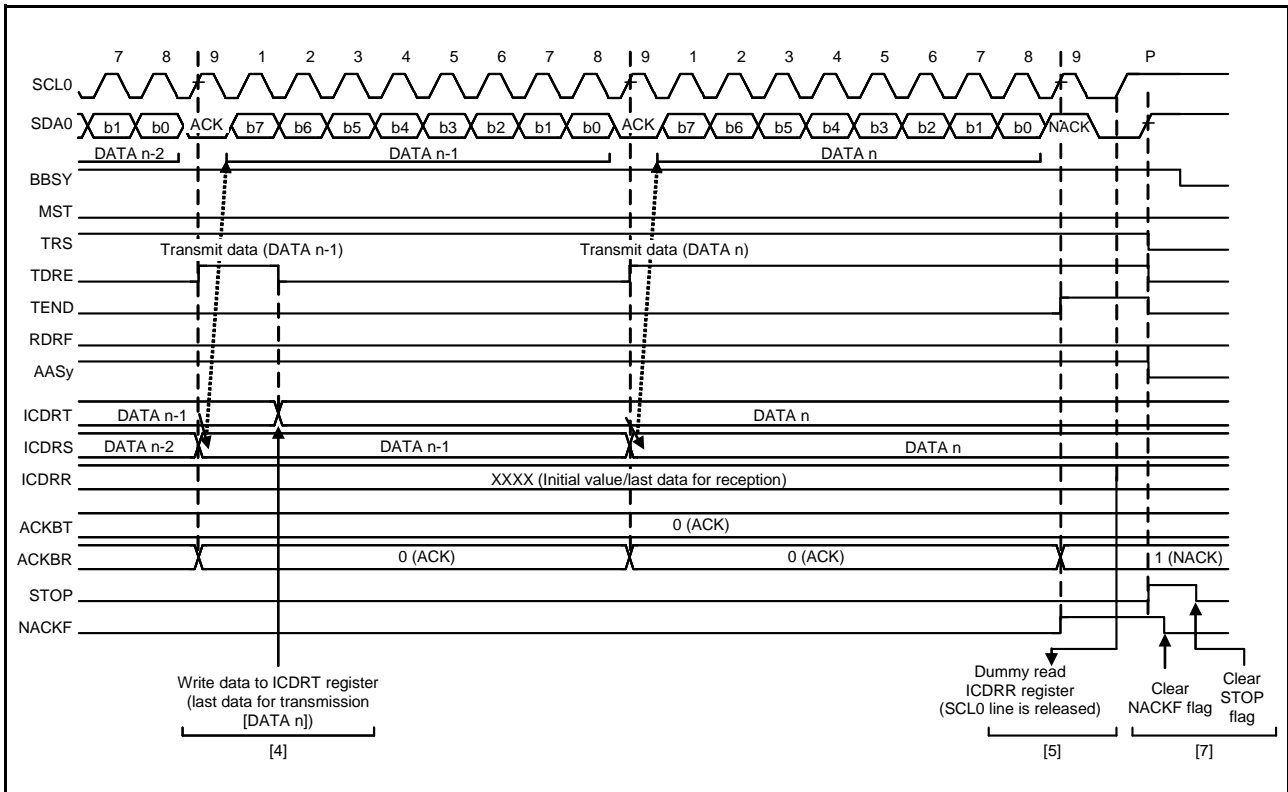 7 8 9 1 2 3 4 5 6 7 8 9 1 2 3 4 5 6 7 8 9 P
SCL0
SDA0 b1 b0 ACK b7 b6 b5 b4 b3 b2 b1 b0 ACK b7 b6 b5 b4 b3 b2 b1 b0 NACK
DATA n-2 DATA n-1 DATA n
BBSY
MST
TRS
Transmit data (DATA n-1) Transmit data (DATA n)
TDRE
TEND
RDRF
AASy
ICDRT DATA n-1 DATA n
ICDRS DATA n-2 DATA n-1 DATA n
ICDRR XXXX (Initial value/last data for reception)
ACKBT 0 (ACK)
ACKBR 0 (ACK) 0 (ACK) 1 (NACK)
STOP
NACKF
Write data to ICDRT register
(last data for transmission
[DATA n])
[4]
Dummy read
ICDRR register
(SCL0 line is released)
[5]
Clear
NACKF flag
Clear
STOP
flag
[7]